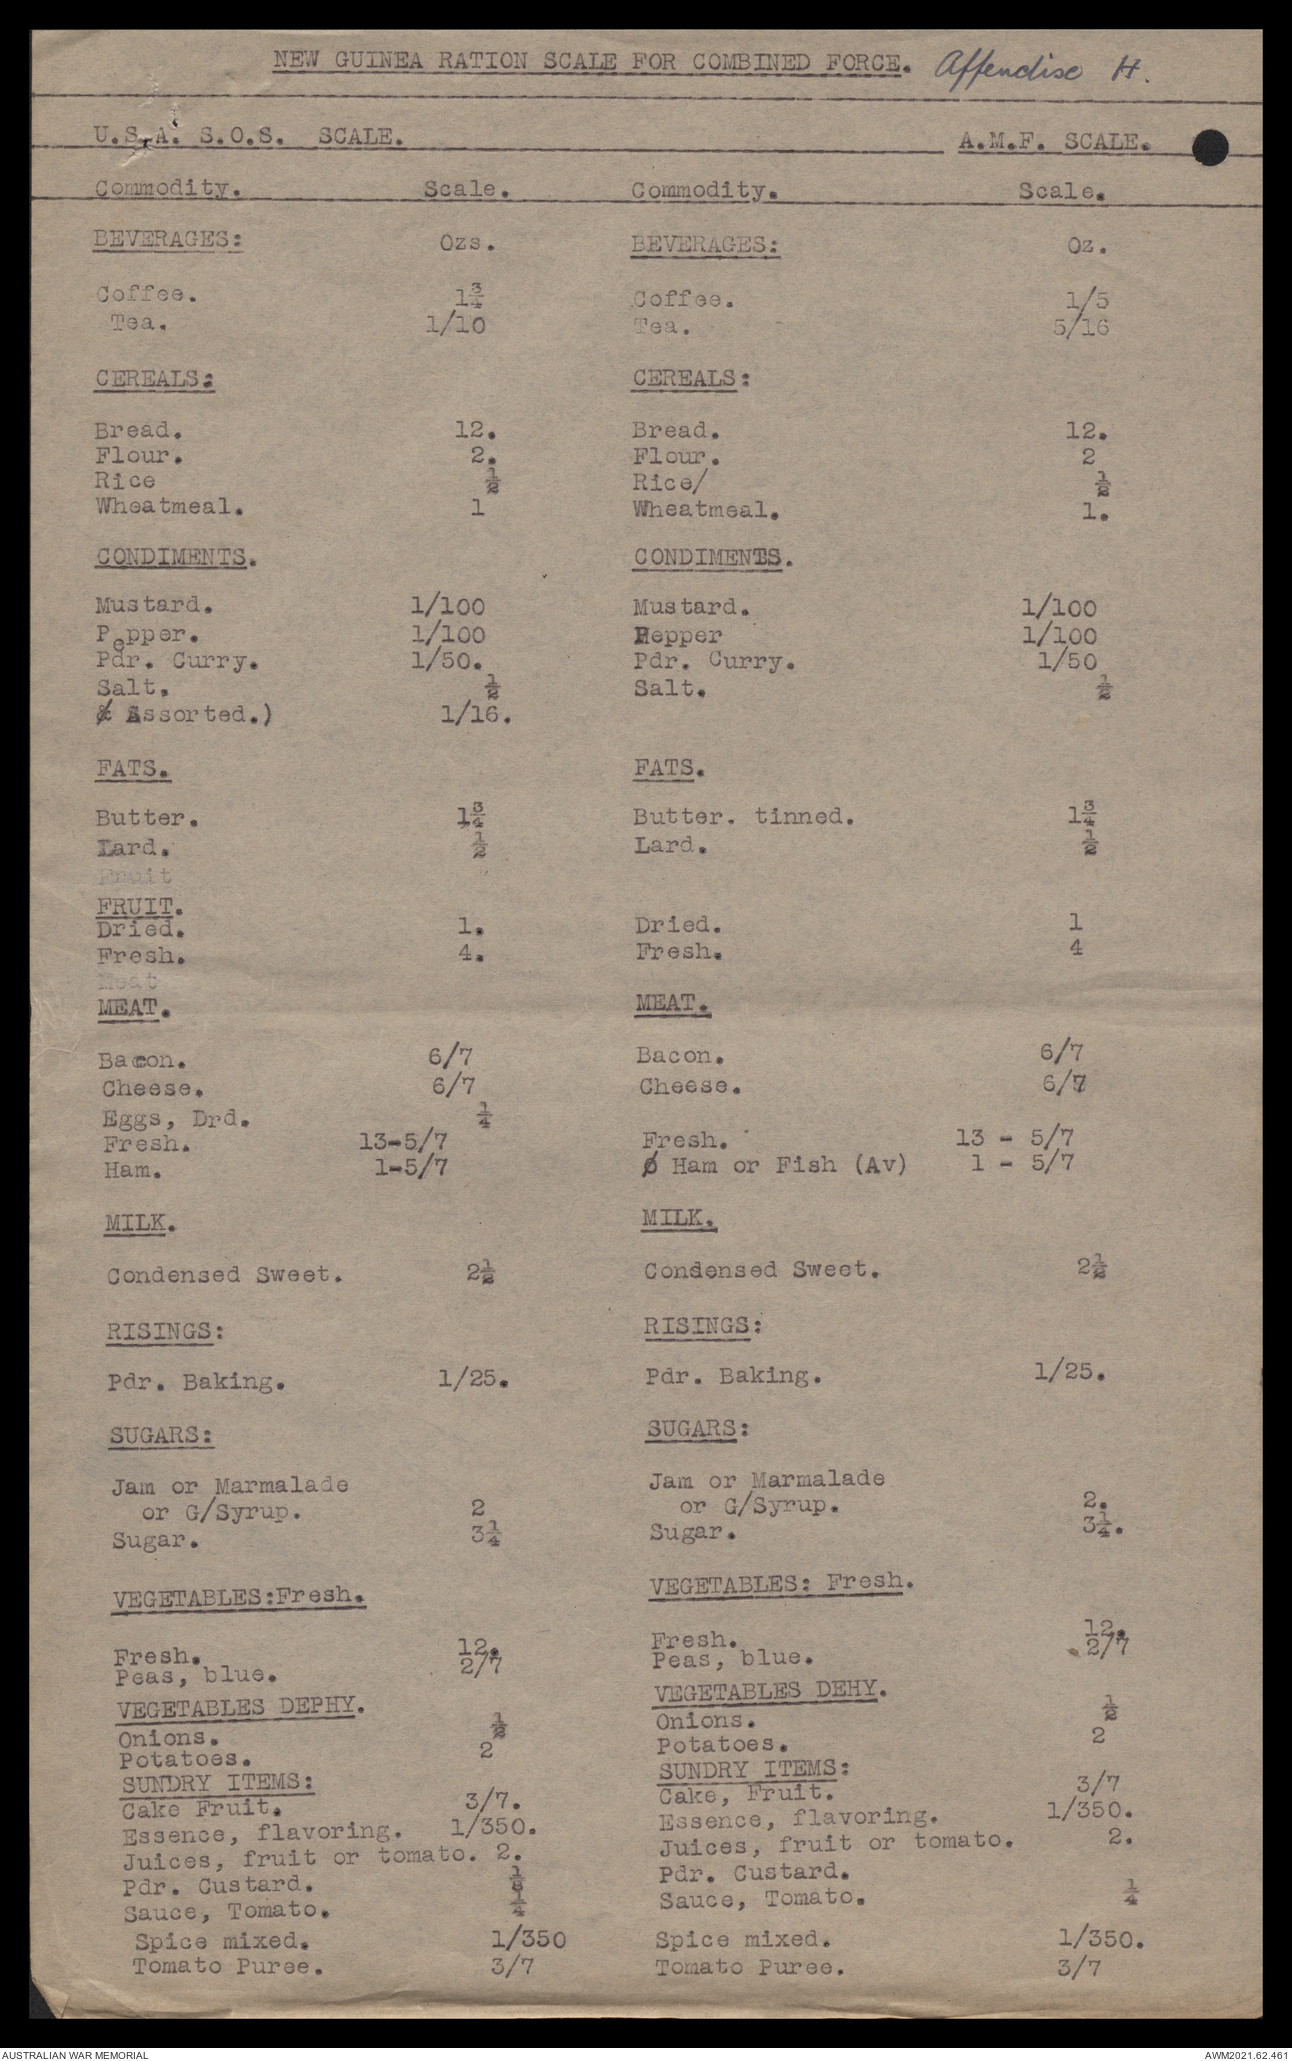 NEW GUINEA RATION SCALE FOR COMBINED FORCE. Affendise H.
U.S.A. S.O.S. SCALE. A.M.F. SCALE.
Commodity. Scale. Commodity. Scale.
BEVERAGES: Ozs. BEVERAGES: Oz.
Coffee. 1¾ Coffee. 1/5
Tea. 1/10 Tea. 5/16
CEREALS: CEREALS:
Bread. 12. Bread. 12.
Flour. 2. Flour. 2
Rice ½ Rice/ ½
Wheatmeal. 1 Wheatmeal. 1.
CONDIMENTS. CONDIMENTS.
Mustard. 1/100 Mustard. 1/100
Pepper. 1/100 Pepper 1/100
Pdr. Curry. 1/50. Pdr. Curry. 1/50
Salt. ½ Salt. ½
& Assorted.) 1/16.
FATS. FATS.
Butter. 1¾ Butter. tinned. 1¾
Lard. ½ Lard. ½
Fruit
FRUIT.
Dried. 1. Dried. 1
Fresh. 4. Fresh. 4
Meat
MEAT. MEAT.
Bacon. 6/7 Bacon. 6/7
Cheese. 6/7 Cheese. 6/7
Eggs, Drd. ¼
Fresh. 13-5/7 Fresh. 13 - 5/7
Ham. 1-5/7 Ham or Fish (Av) 1 - 5/7
MILK. MILK.
Condensed Sweet. 2½ Condensed Sweet. 2½
RISINGS: RISINGS:
Pdr. Baking. 1/25. Pdr. Baking. 1/25.
SUGARS: SUGARS:
Jam or Marmalade Jam or Marmalade
or G/Syrup. 2 or G/Syrup. 2.
Sugar. 3¼ Sugar. 3¼.
VEGETABLES:Fresh. VEGETABLES: Fresh.
Fresh. 12. Fresh. 12.
Peas, blue. 2/7 Peas, blue. 2/7
VEGETABLES DEPHY. VEGETABLES DEHY.
Onions. ½ Onions. ½
Potatoes. 2 Potatoes. 2
SUNDRY ITEMS: SUNDRY ITEMS:
Cake Fruit. 3/7. Cake, Fruit. 3/7
Essence, flavoring. 1/350. Essence, flavoring. 1/350.
Juices, fruit or tomato. 2. Juices, fruit or tomato. 2.
Pdr. Custard. ⅛ Pdr. Custard.
Sauce, Tomato. ¼ Sauce, Tomato. ¼
Spice mixed. 1/350 Spice mixed. 1/350.
Tomato Puree. 3/7 Tomato Puree. 3/7
AUSTRALIAN WAR MEMORIAL AWM2021.62.461